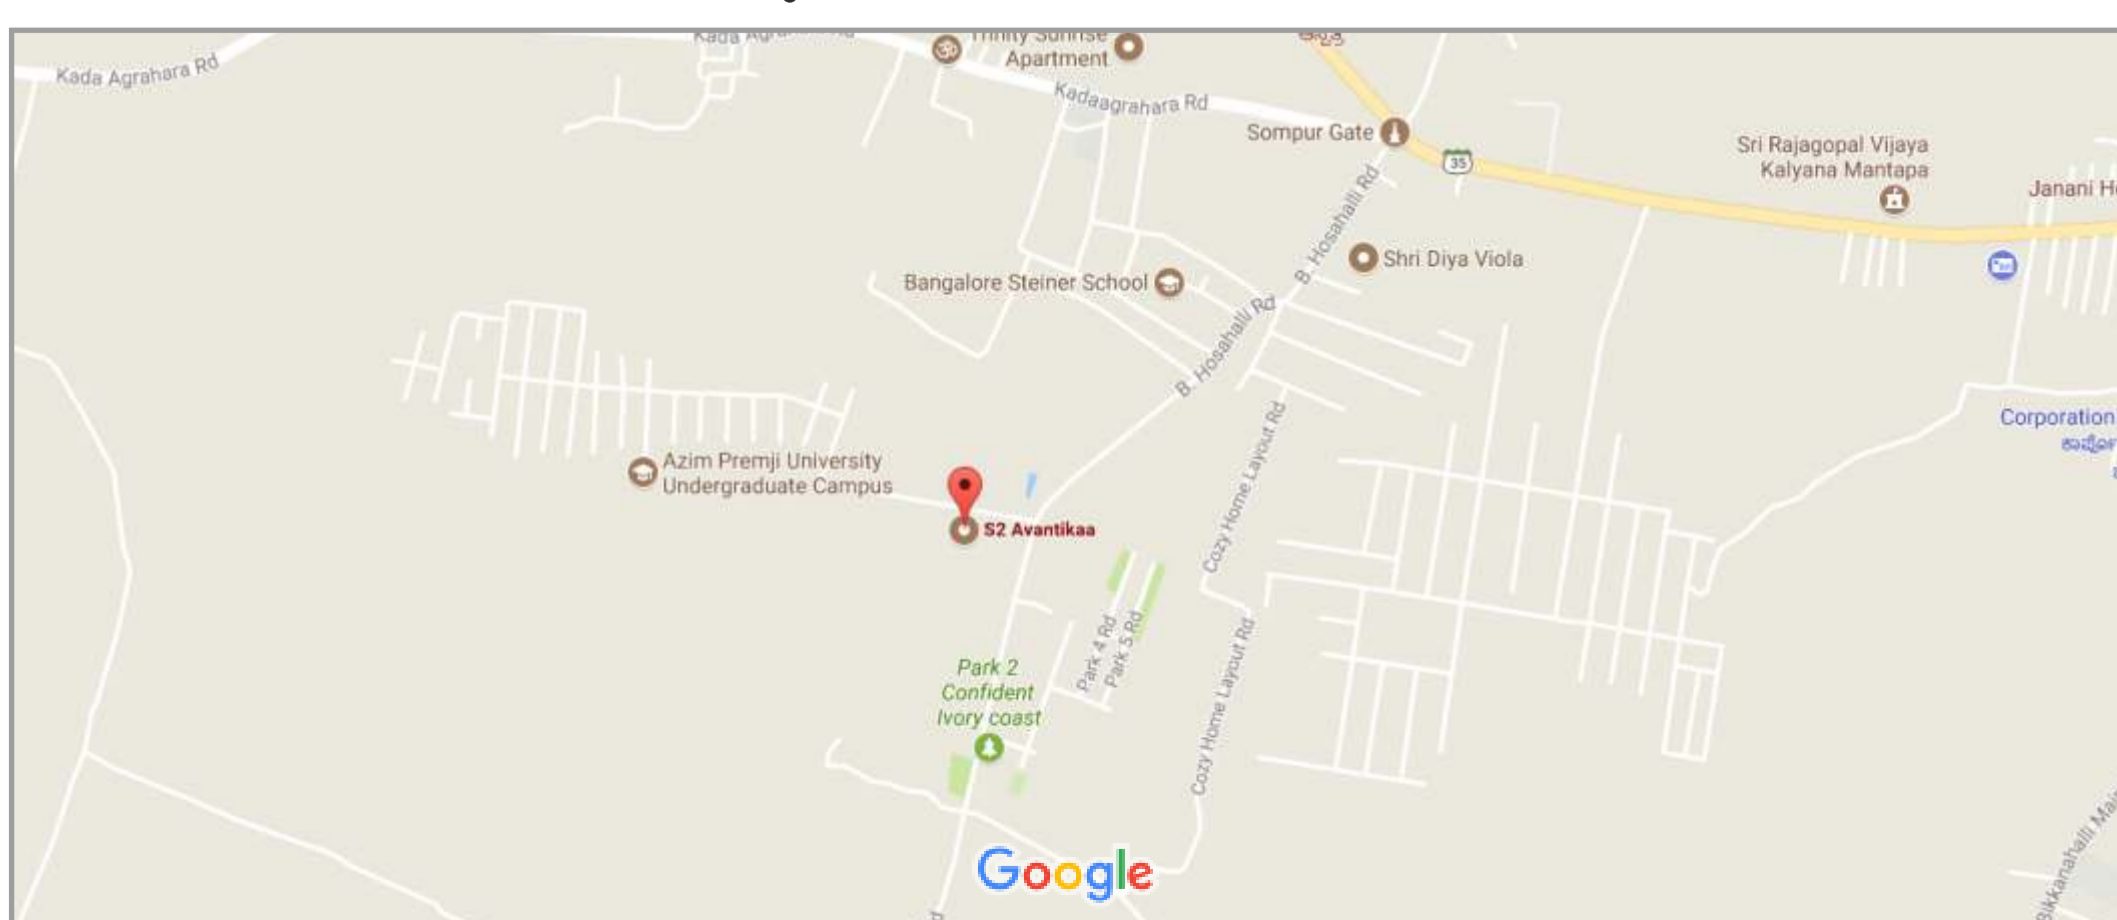 Kada Agrahara Rd
Trinity Sunrise
Apartment
Kadaagrahara Rd
Sompur Gate
35
Sri Rajagopal Vijaya
Kalyana Mantapa
Janani H
B. Hosahalli Rd
Shri Diya Viola
Bangalore Steiner School
B. Hosahalli Rd
Corporation
Cozy Home Layout Rd
Azim Premji University
Undergraduate Campus
S2 Avantikaa
Park 4 Rd
Park 5 Rd
Cozy Home Layout Rd
Park 2
Confident
Ivory coast
Google